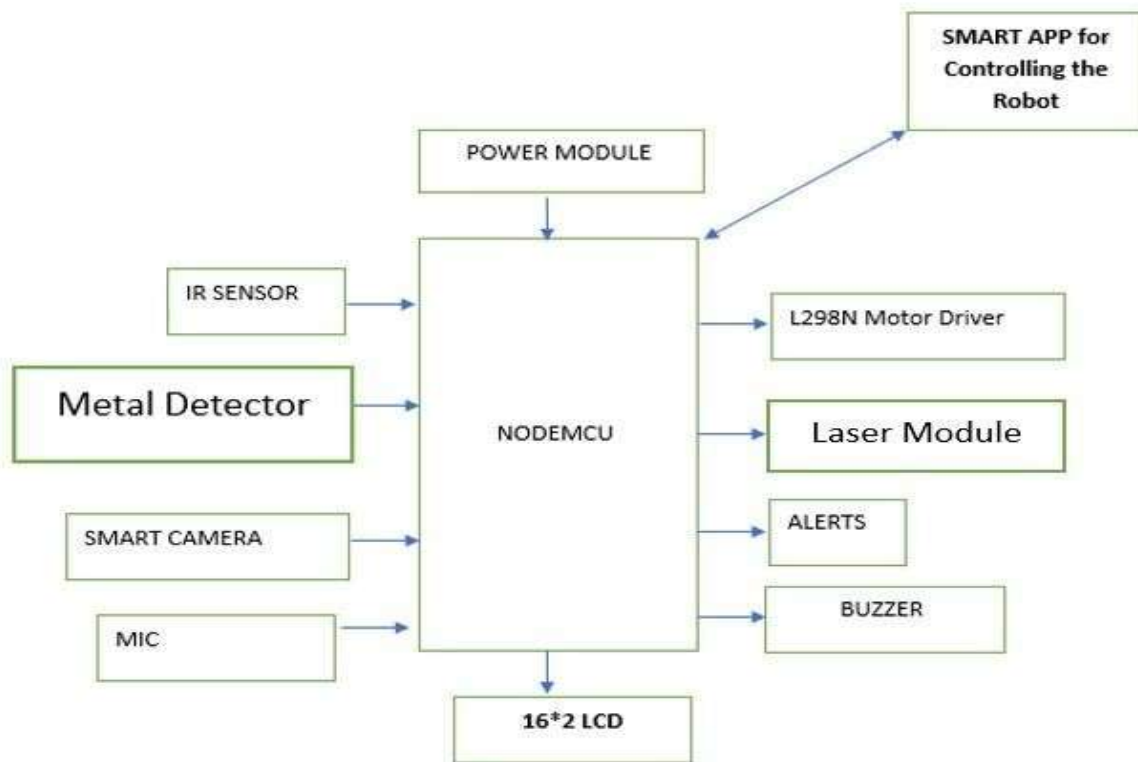 SMART APP for
Controlling the
Robot
POWER MODULE
IR SENSOR
L298N Motor Driver
Metal Detector
NODEMCU
Laser Module
SMART CAMERA
ALERTS
MIC
BUZZER
16*2 LCD